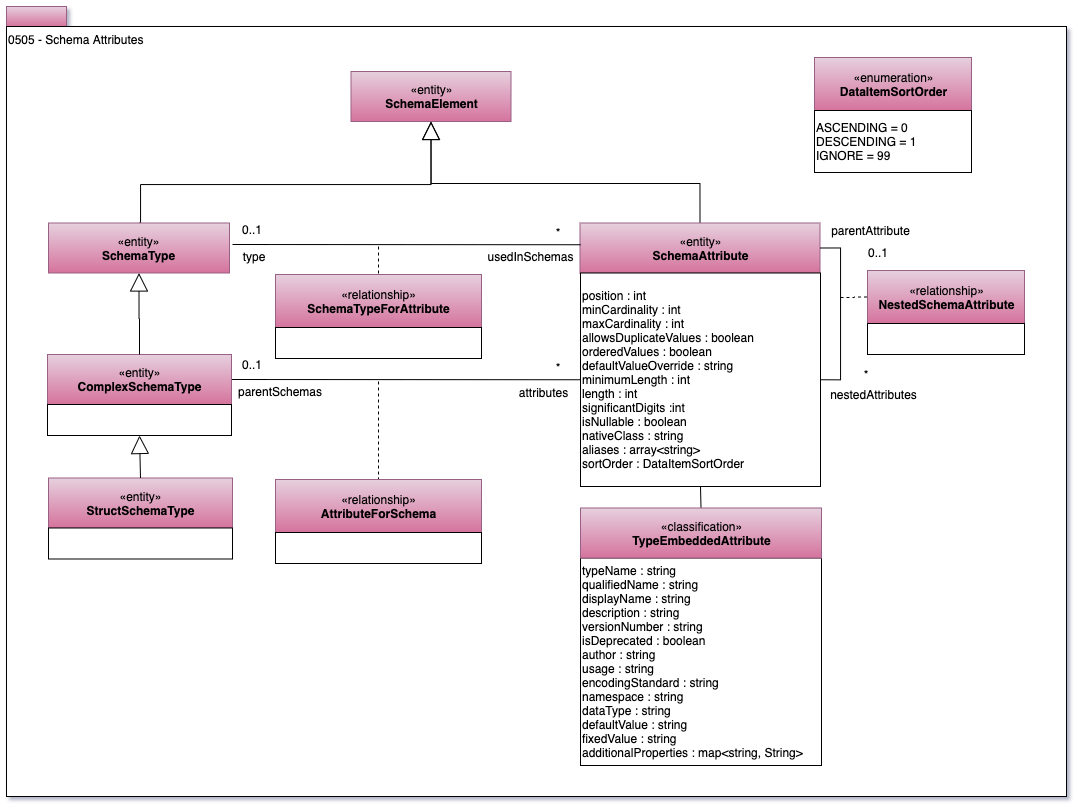 0505 - Schema Attributes
«entity»
SchemaElement
«enumeration»
DataItemSortOrder
ASCENDING = 0
DESCENDING = 1
IGNORE = 99
«entity»
SchemaType
0..1
*
type
usedInSchemas
«entity»
SchemaAttribute
position : int
minCardinality : int
maxCardinality : int
allowsDuplicateValues : boolean
orderedValues : boolean
defaultValueOverride : string
minimumLength : int
length : int
significantDigits :int
isNullable : boolean
nativeClass : string
aliases : array<string>
sortOrder : DataItemSortOrder
parentAttribute
0..1
«relationship»
NestedSchemaAttribute
*
nestedAttributes
«relationship»
SchemaTypeForAttribute
«entity»
ComplexSchemaType
0..1
*
parentSchemas
attributes
«entity»
StructSchemaType
«relationship»
AttributeForSchema
«classification»
TypeEmbeddedAttribute
typeName : string
qualifiedName : string
displayName : string
description : string
versionNumber : string
isDeprecated : boolean
author : string
usage : string
encodingStandard : string
namespace : string
dataType : string
defaultValue : string
fixedValue : string
additionalProperties : map<string, String>